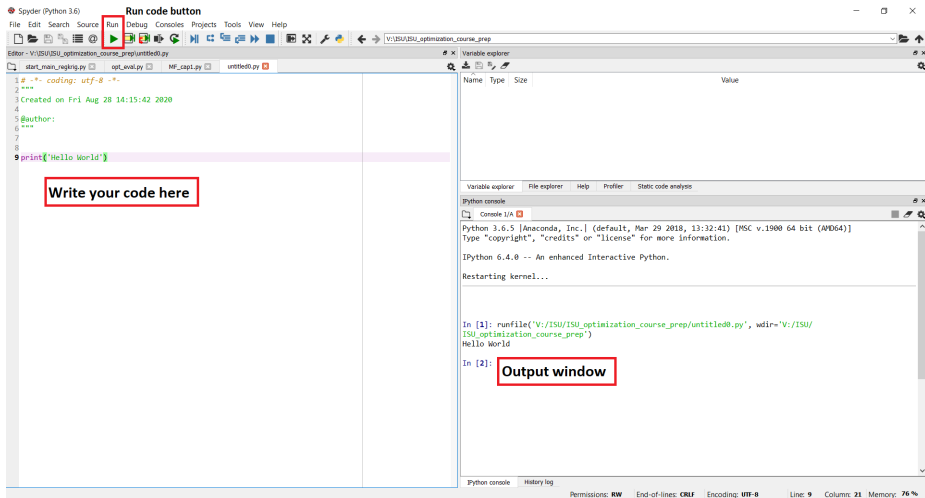 Spyder (Python 3.6)
Run code button
File Edit Search Source Run Debug Consoles Projects Tools View Help
V:\ISU\ISU_optimization_course_prep
Editor - V:\ISU\ISU_optimization_course_prep\untitled0.py
start_main_regkrig.py opt_eval.py MF_cap1.py untitled0.py
1 # -*- coding: utf-8 -*-
2 """
3 Created on Fri Aug 28 14:15:42 2020
4
5 @author:
6 """
7
8
9 print("Hello World")
Write your code here
Variable explorer
Name Type Size Value
Variable explorer File explorer Help Profiler Static code analysis
IPython console
Console 1/A
Python 3.6.5 |Anaconda, Inc.| (default, Mar 29 2018, 13:32:41) [MSC v.1900 64 bit (AMD64)]
Type "copyright", "credits" or "license" for more information.
IPython 6.4.0 -- An enhanced Interactive Python.
Restarting kernel...
In [1]: runfile('V:/ISU/ISU_optimization_course_prep/untitled0.py', wdir='V:/ISU/
ISU_optimization_course_prep')
Hello World
In [2]:
Output window
IPython console History log
Permissions: RW End-of-lines: CRLF Encoding: UTF-8 Line: 9 Column: 21 Memory: 76 %